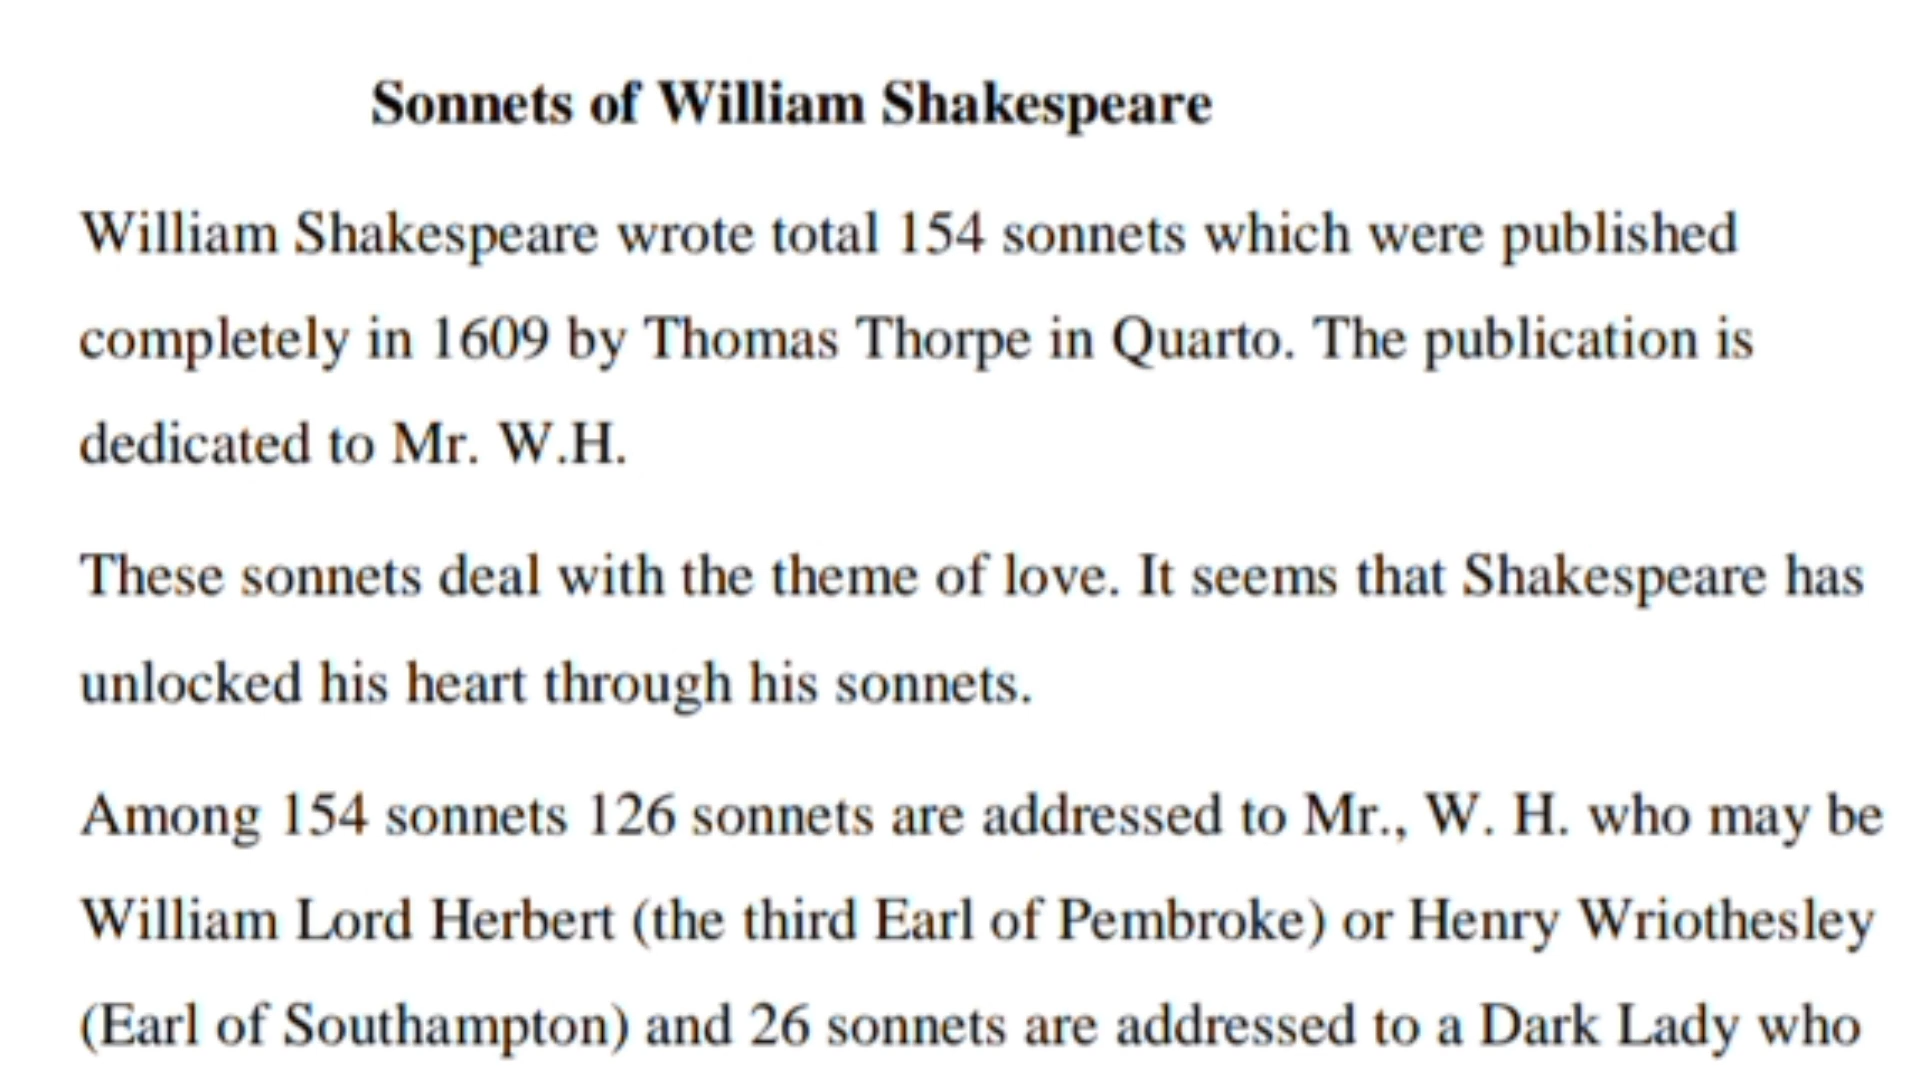 Sonnets of William Shakespeare
William Shakespeare wrote total 154 sonnets which were published
completely in 1609 by Thomas Thorpe in Quarto. The publication is
dedicated to Mr. W.H.
These sonnets deal with the theme of love. It seems that Shakespeare has
unlocked his heart through his sonnets.
Among 154 sonnets 126 sonnets are addressed to Mr., W. H. who may be
William Lord Herbert (the third Earl of Pembroke) or Henry Wriothesley
(Earl of Southampton) and 26 sonnets are addressed to a Dark Lady who